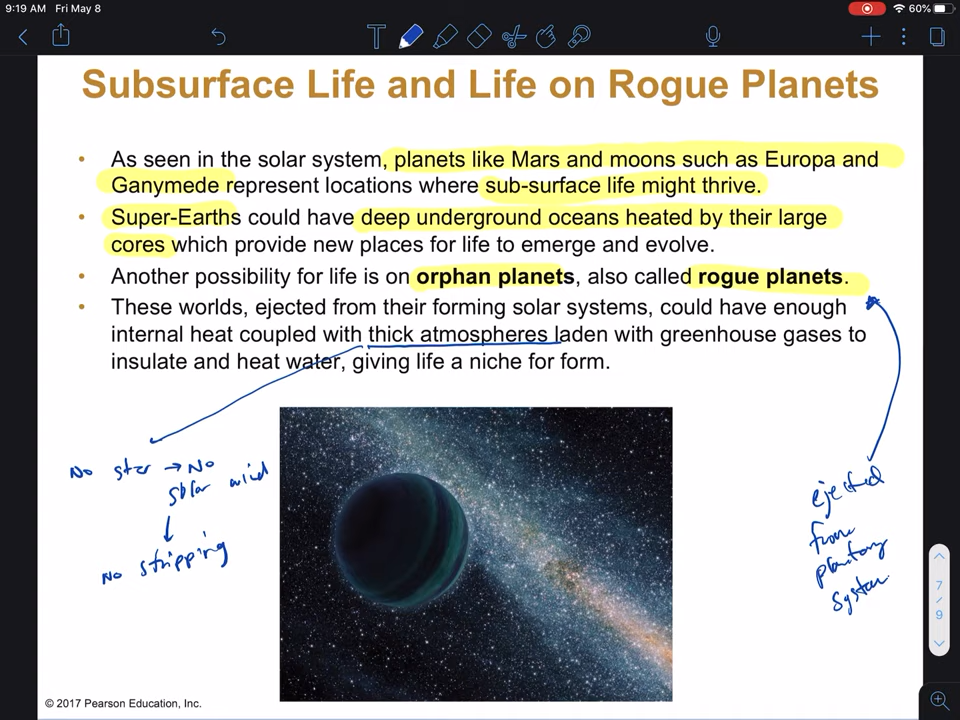 9:19 AM Fri May 8
60%
Subsurface Life and Life on Rogue Planets
• As seen in the solar system, planets like Mars and moons such as Europa and
Ganymede represent locations where sub-surface life might thrive.
• Super-Earths could have deep underground oceans heated by their large
cores which provide new places for life to emerge and evolve.
• Another possibility for life is on orphan planets, also called rogue planets.
• These worlds, ejected from their forming solar systems, could have enough
internal heat coupled with thick atmospheres laden with greenhouse gases to
insulate and heat water, giving life a niche for form.
No star → No
solar wind
↓
No stripping
ejected
from
planetary
system
7
/
9
© 2017 Pearson Education, Inc.